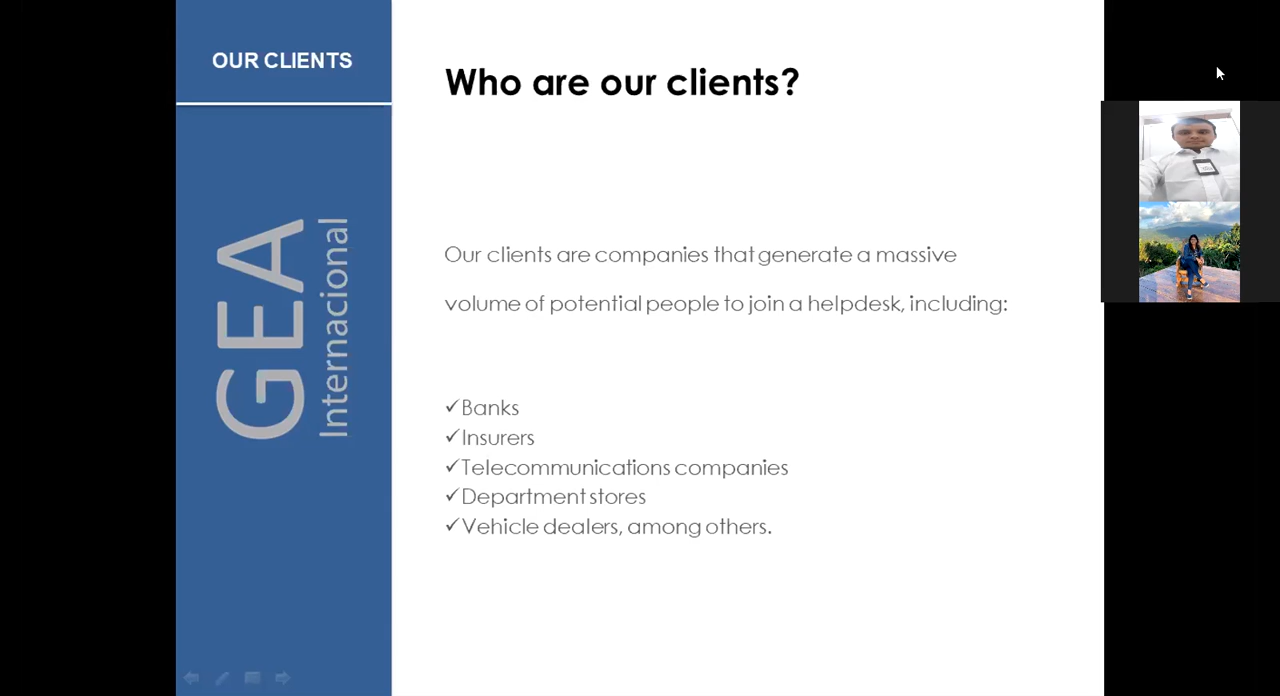 OUR CLIENTS
GEA
Internacional
Who are our clients?
Our clients are companies that generate a massive
volume of potential people to join a helpdesk, including:
✓Banks
✓Insurers
✓Telecommunications companies
✓Department stores
✓Vehicle dealers, among others.